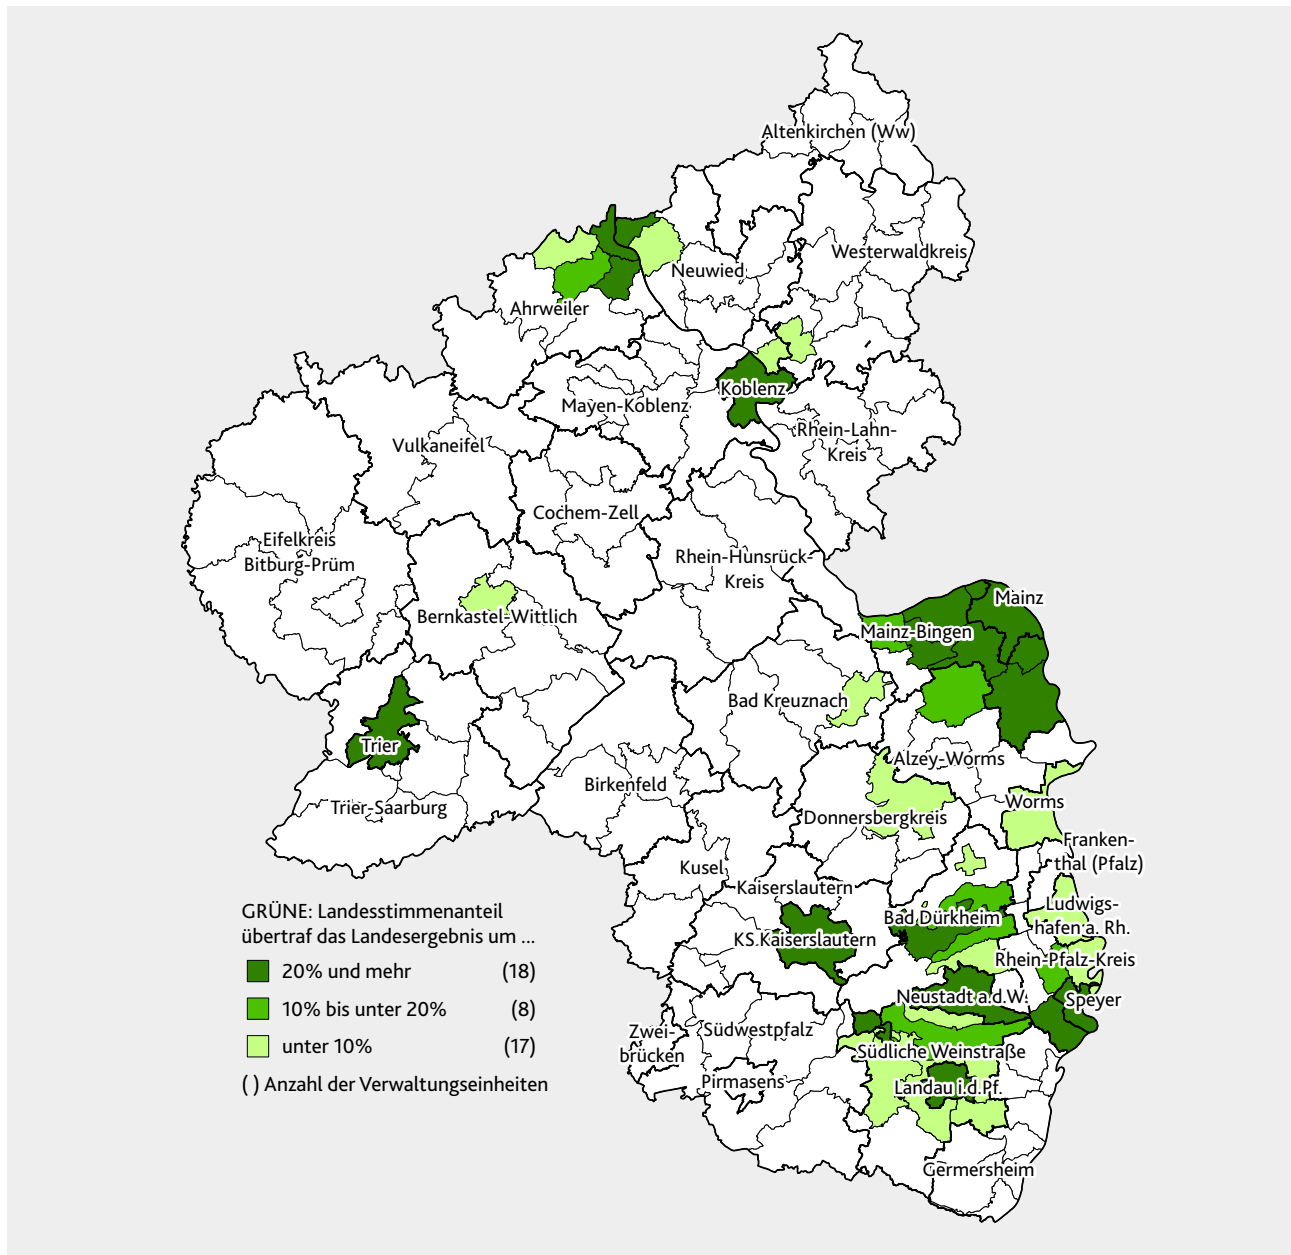 Altenkirchen (Ww)
Westerwaldkreis
Neuwied
Ahrweiler
Koblenz
Mayen-Koblenz
Rhein-Lahn-
Kreis
Vulkaneifel
Cochem-Zell
Eifelkreis
Bitburg-Prüm
Rhein-Hunsrück-
Kreis
Mainz
Bernkastel-Wittlich
Mainz-Bingen
Bad Kreuznach
Trier
Alzey-Worms
Birkenfeld
Trier-Saarburg
Worms
Donnersbergkreis
Franken-
thal (Pfalz)
Kusel
Kaiserslautern
Ludwigs-
hafen a. Rh.
Bad Dürkheim
KS.Kaiserslautern
Rhein-Pfalz-Kreis
Neustadt a.d.W.
Speyer
Zwei-
brücken
Südwestpfalz
Südliche Weinstraße
Pirmasens
Landau i.d.Pf.
Germersheim
GRÜNE: Landesstimmenanteil
übertraf das Landesergebnis um ...
20% und mehr (18)
10% bis unter 20% (8)
unter 10% (17)
( ) Anzahl der Verwaltungseinheiten